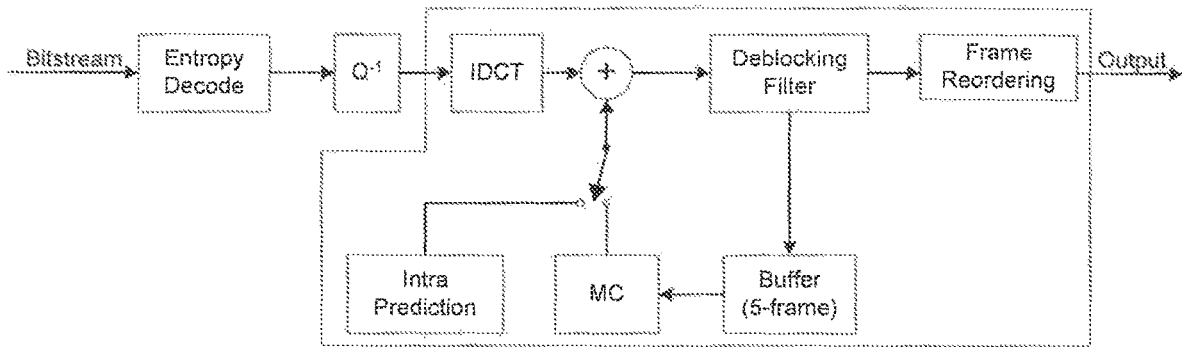 Bitstream
Entropy
Decode
Q-1
IDCT
+
Deblocking
Filter
Frame
Reordering
Output
Intra
Prediction
MC
Buffer
(5-frame)